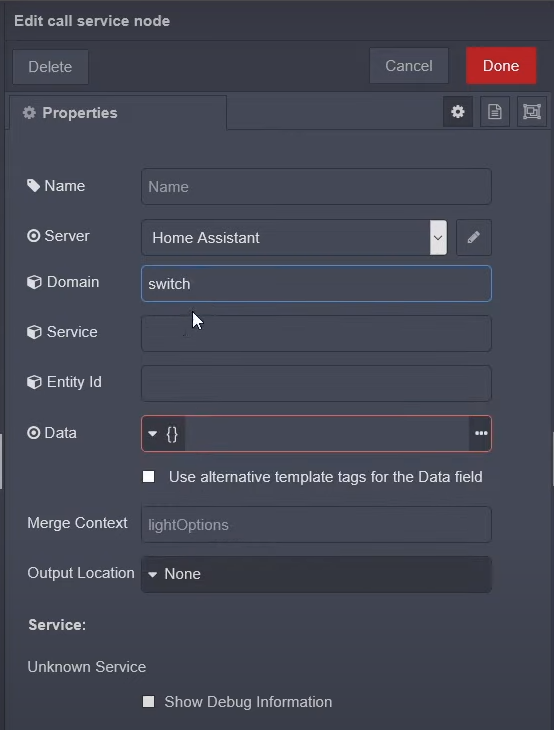 Edit call service node
Delete
Cancel
Done
Properties
Name
Name
Server
Home Assistant
Domain
switch
Service
Entity Id
Data
{}
•••
Use alternative template tags for the Data field
Merge Context
lightOptions
Output Location
None
Service:
Unknown Service
Show Debug Information